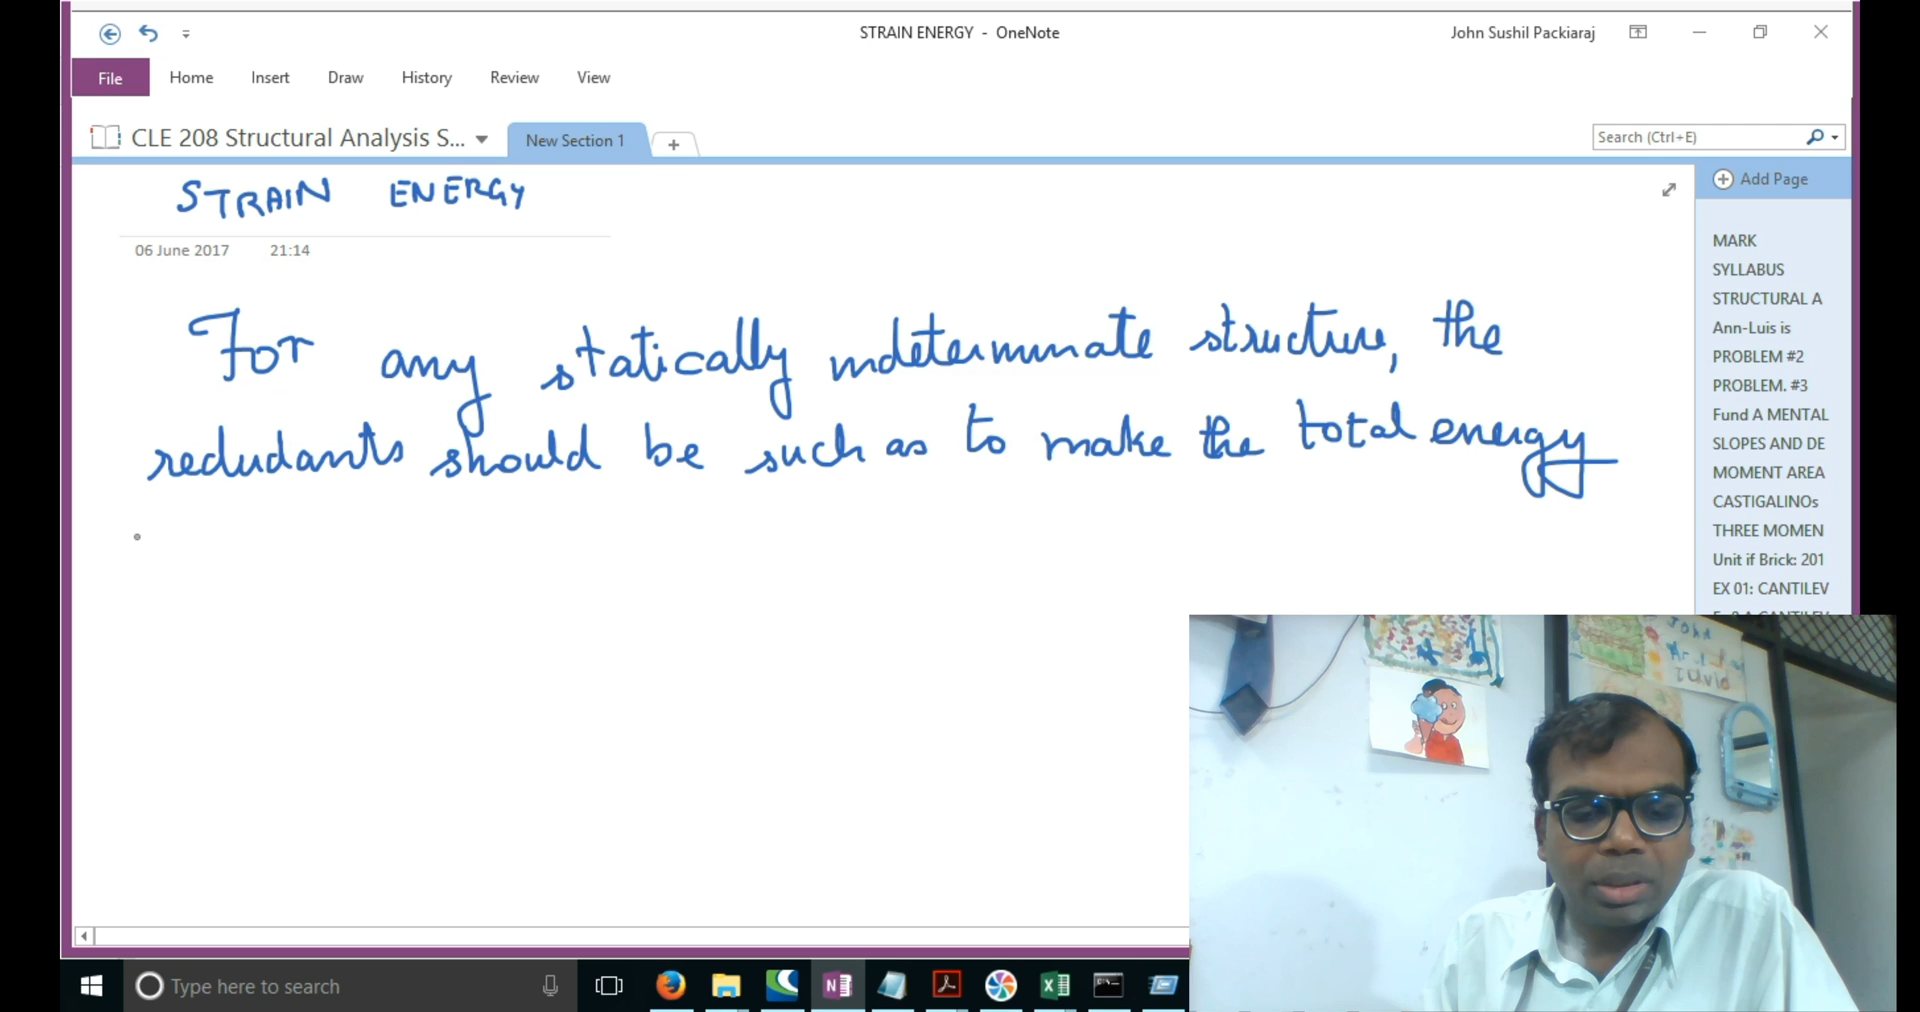 STRAIN ENERGY - OneNote
John Sushil Packiaraj
File Home Insert Draw History Review View
CLE 208 Structural Analysis S...
New Section 1
Search (Ctrl+E)
STRAIN ENERGY
Add Page
06 June 2017 21:14
For any statically indeterminate structure, the
redudants should be such as to make the total energy
MARK
SYLLABUS
STRUCTURAL A
Ann-Luis is
PROBLEM #2
PROBLEM. #3
Fund A MENTAL
SLOPES AND DE
MOMENT AREA
CASTIGALINOs
THREE MOMEN
Unit if Brick: 201
EX 01: CANTILEV
John
David
Type here to search